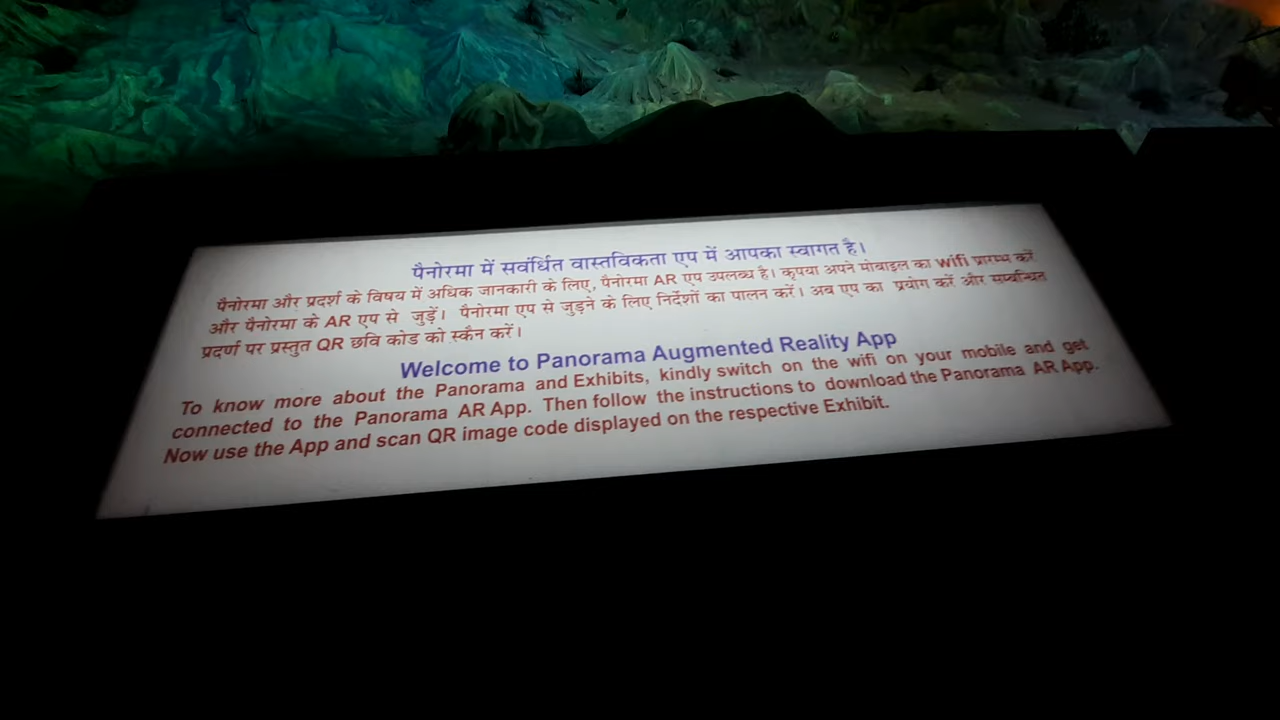 पैनोरमा में सवंर्धित वास्तविकता एप में आपका स्वागत है।
पैनोरमा और प्रदर्श के विषय में अधिक जानकारी के लिए, पैनोरमा AR एप उपलब्ध है। कृपया अपने मोबाइल का wifi प्रारम्भ करें
और पैनोरमा के AR एप से जुड़ें। पैनोरमा एप से जुड़ने के लिए निर्देशों का पालन करें। अब एप का प्रयोग करें और सम्बन्धित
प्रदर्ण पर प्रस्तुत QR छवि कोड को स्कैन करें।
Welcome to Panorama Augmented Reality App
To know more about the Panorama and Exhibits, kindly switch on the wifi on your mobile and get
connected to the Panorama AR App. Then follow the instructions to download the Panorama AR App.
Now use the App and scan QR image code displayed on the respective Exhibit.